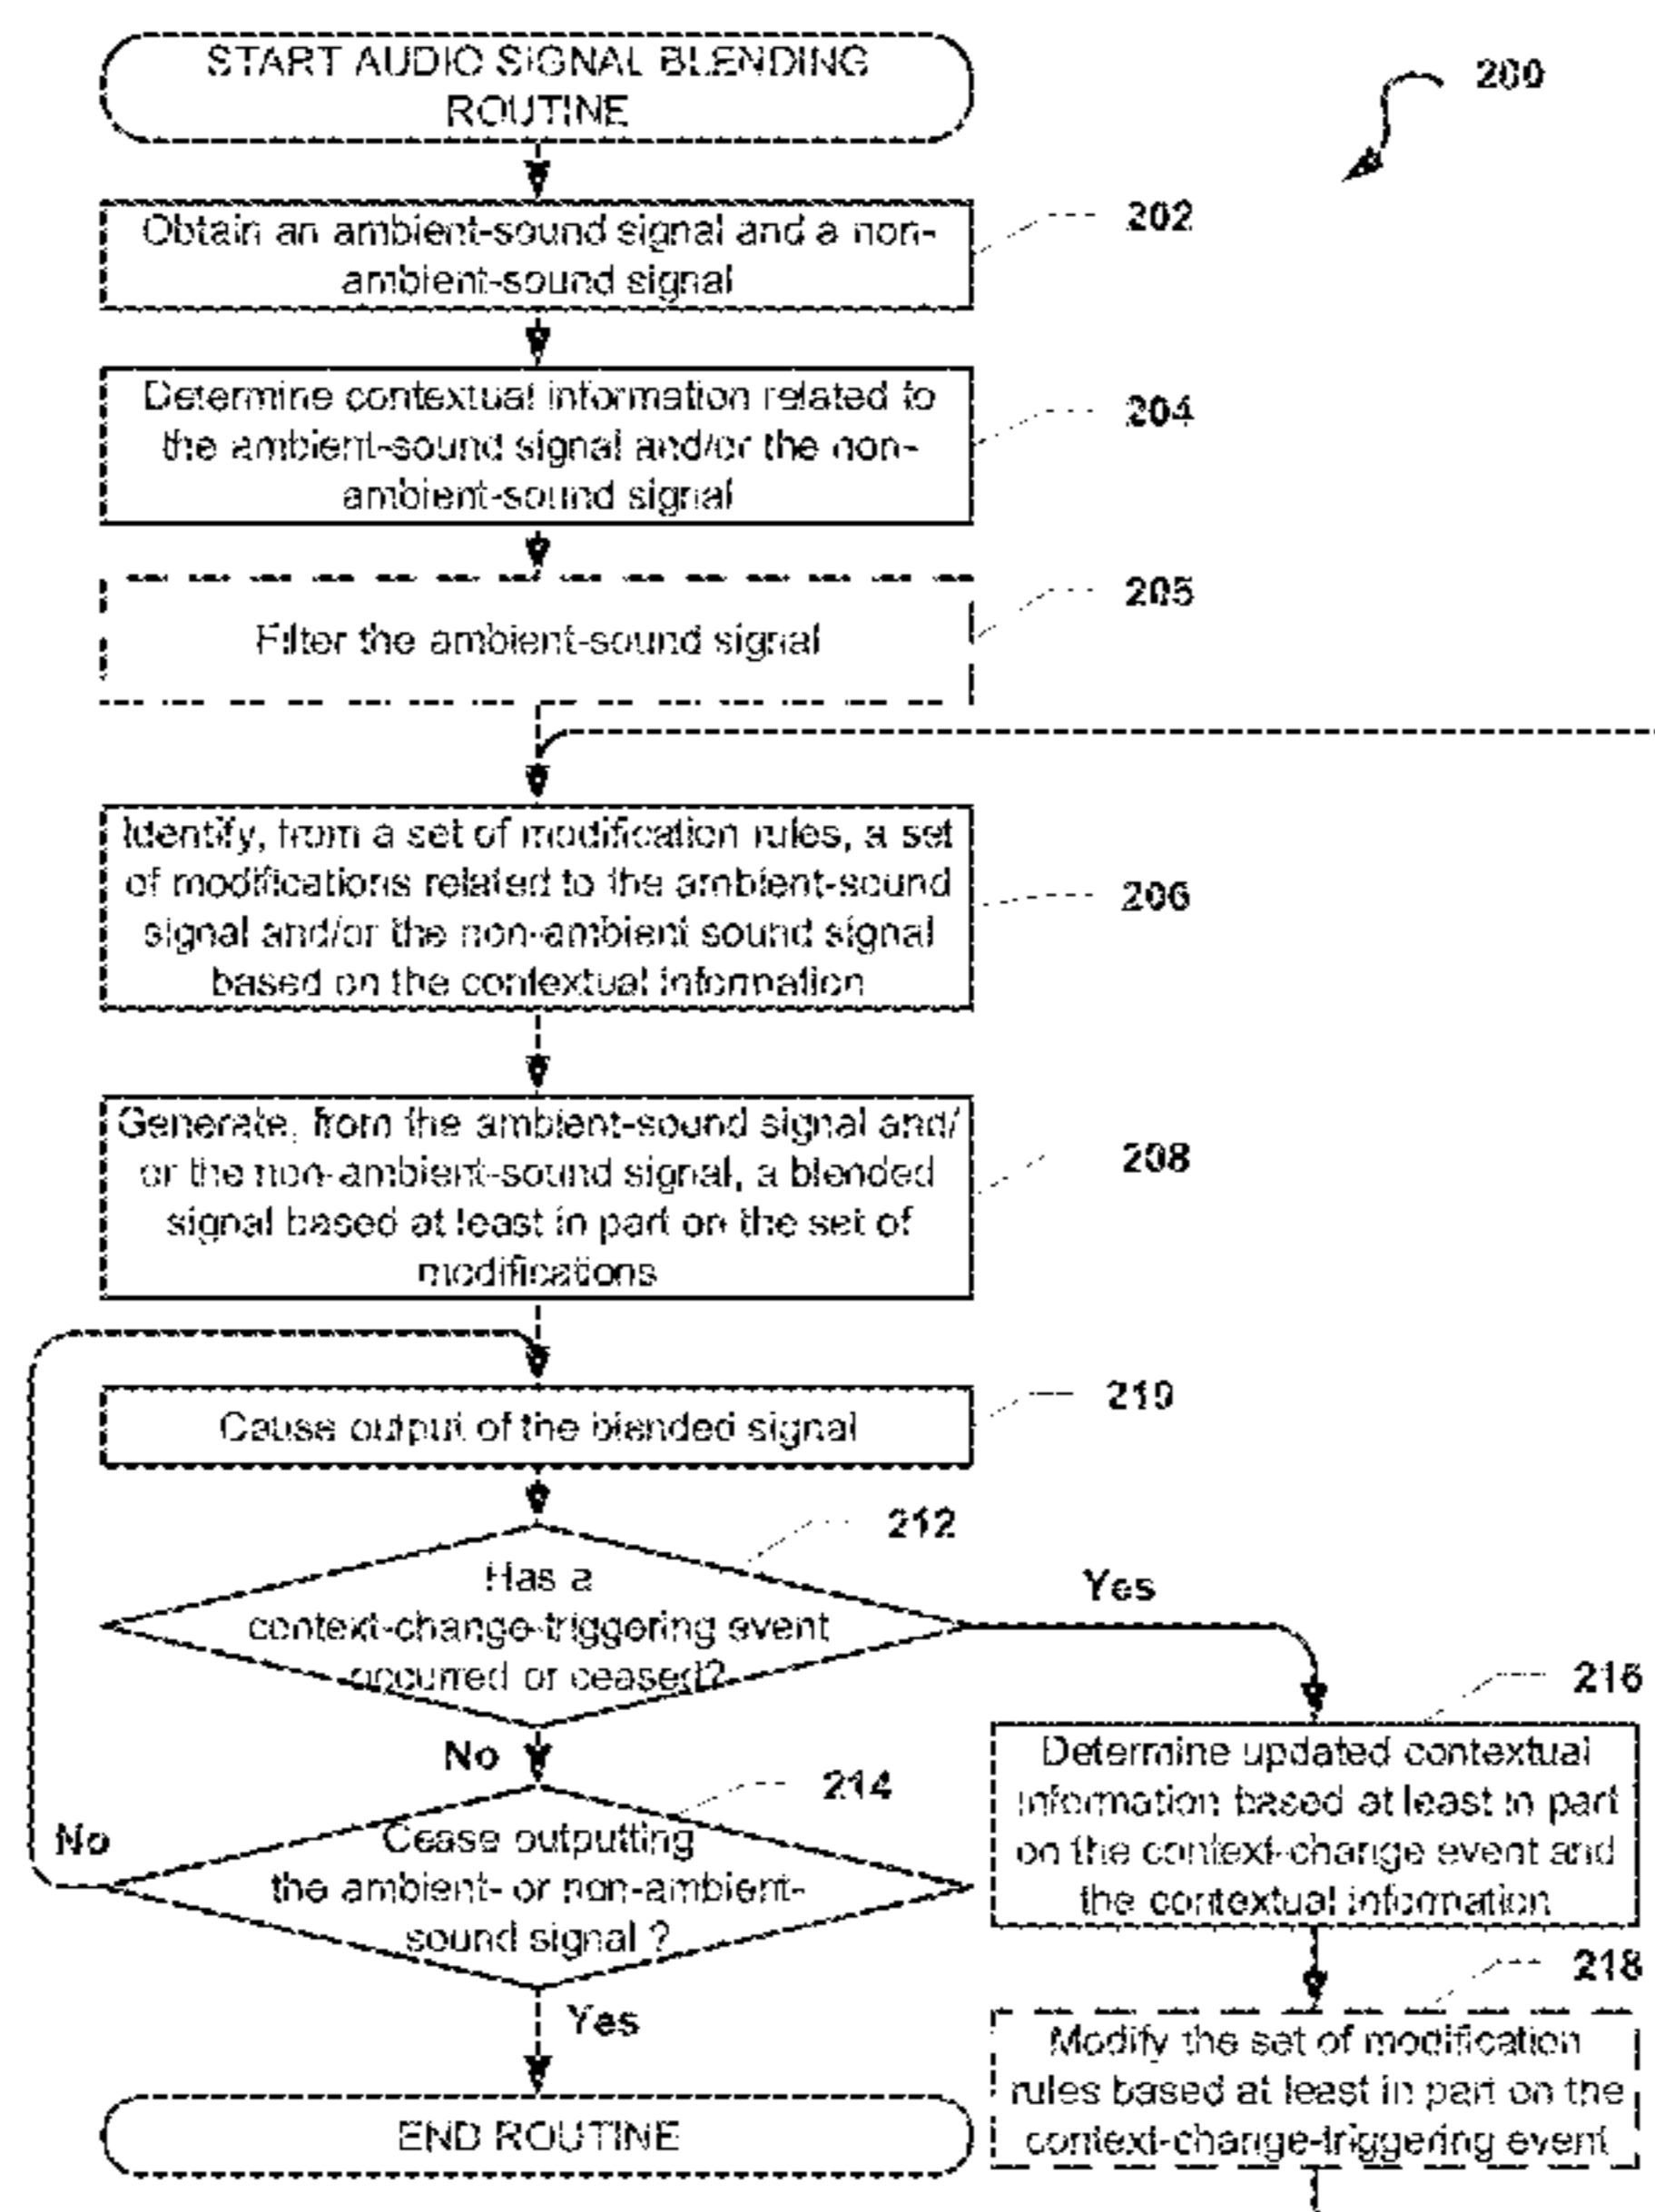 START AUDIO SIGNAL BLENDING
ROUTINE
200
Obtain an ambient-sound signal and a non-
ambient-sound signal
202
Determine contextual information related to
the ambient-sound signal and/or the non-
ambient-sound signal
204
Filter the ambient-sound signal
205
Identify, from a set of modification rules, a set
of modifications related to the ambient-sound
signal and/or the non-ambient sound signal
based on the contextual information
206
Generate, from the ambient-sound signal and/
or the non-ambient-sound signal, a blended
signal based at least in part on the set of
modifications
208
Cause output of the blended signal
210
Has a
context-change-triggering event
occurred or ceased?
212
Yes
No
Cease outputting
the ambient- or non-ambient-
sound signal ?
214
No
Yes
END ROUTINE
Determine updated contextual
information based at least in part
on the context-change event and
the contextual information
216
Modify the set of modification
rules based at least in part on the
context-change-triggering event
218